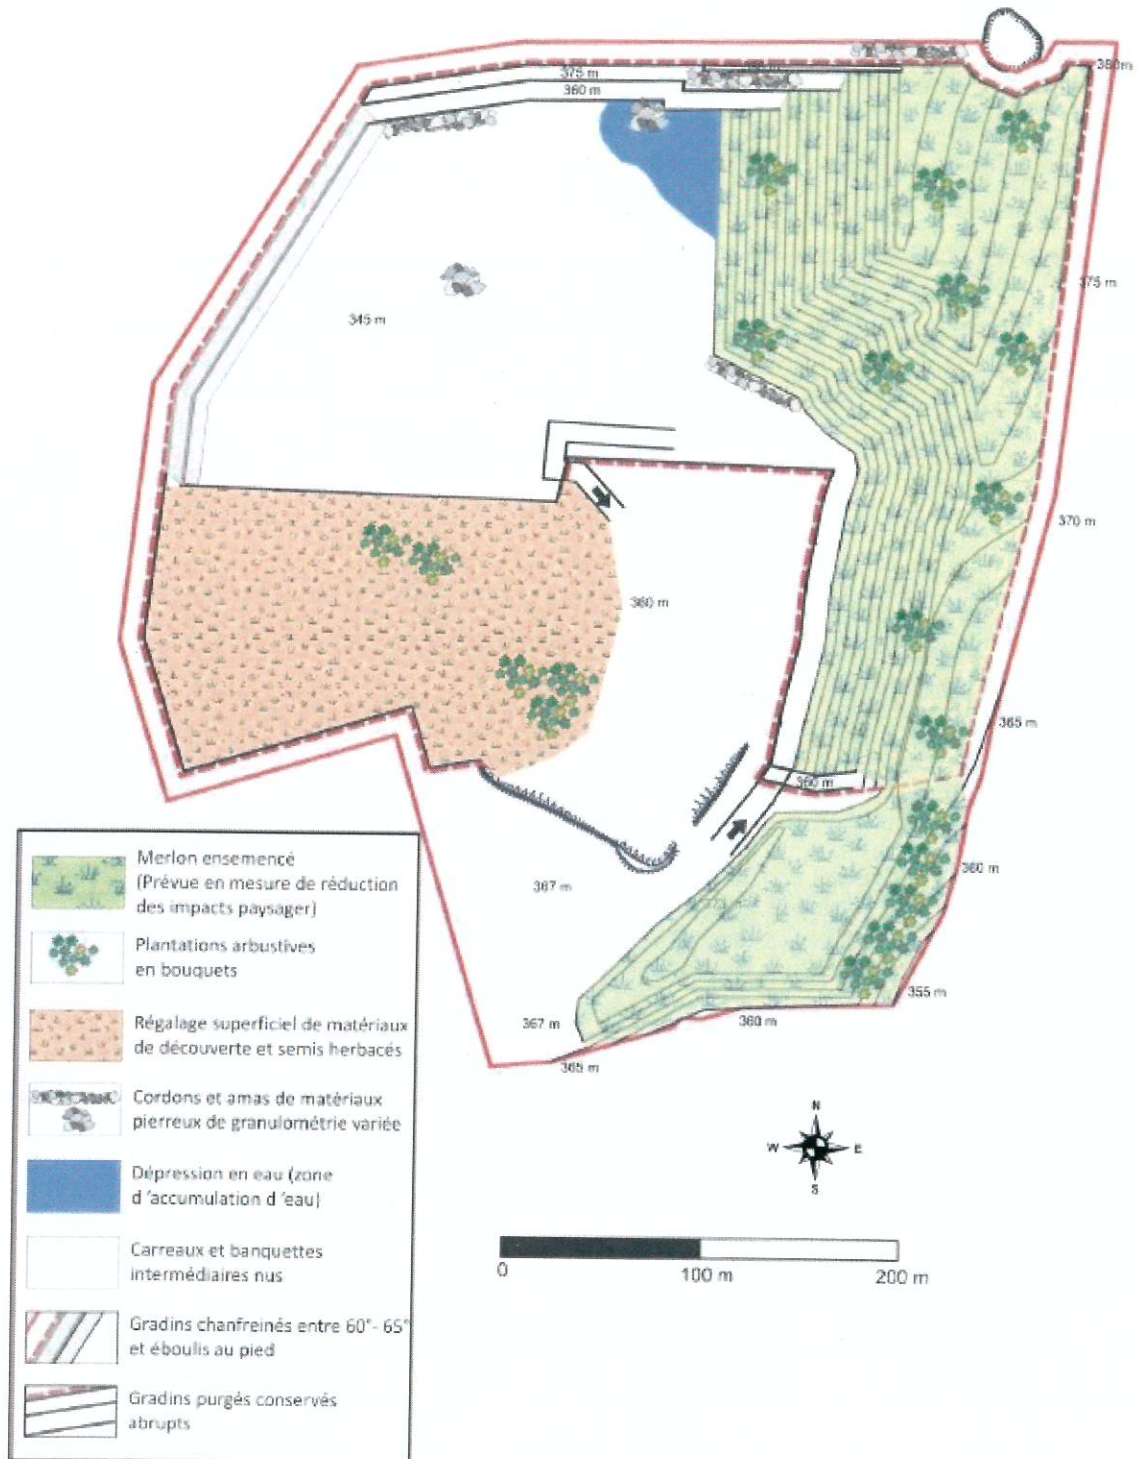 380m
375 m
360 m
345 m
375 m
370 m
360 m
365 m
360 m
360 m
367 m
355 m
367 m
360 m
365 m
Merlon ensemencé
(Prévue en mesure de réduction
des impacts paysager)
Plantations arbustives
en bouquets
Régalage superficiel de matériaux
de découverte et semis herbacés
Cordons et amas de matériaux
pierreux de granulométrie variée
Dépression en eau (zone
d'accumulation d'eau)
Carreaux et banquettes
intermédiaires nus
Gradins chanfreinés entre 60°- 65°
et éboulis au pied
Gradins purgés conservés
abrupts
N
W E
S
0 100 m 200 m